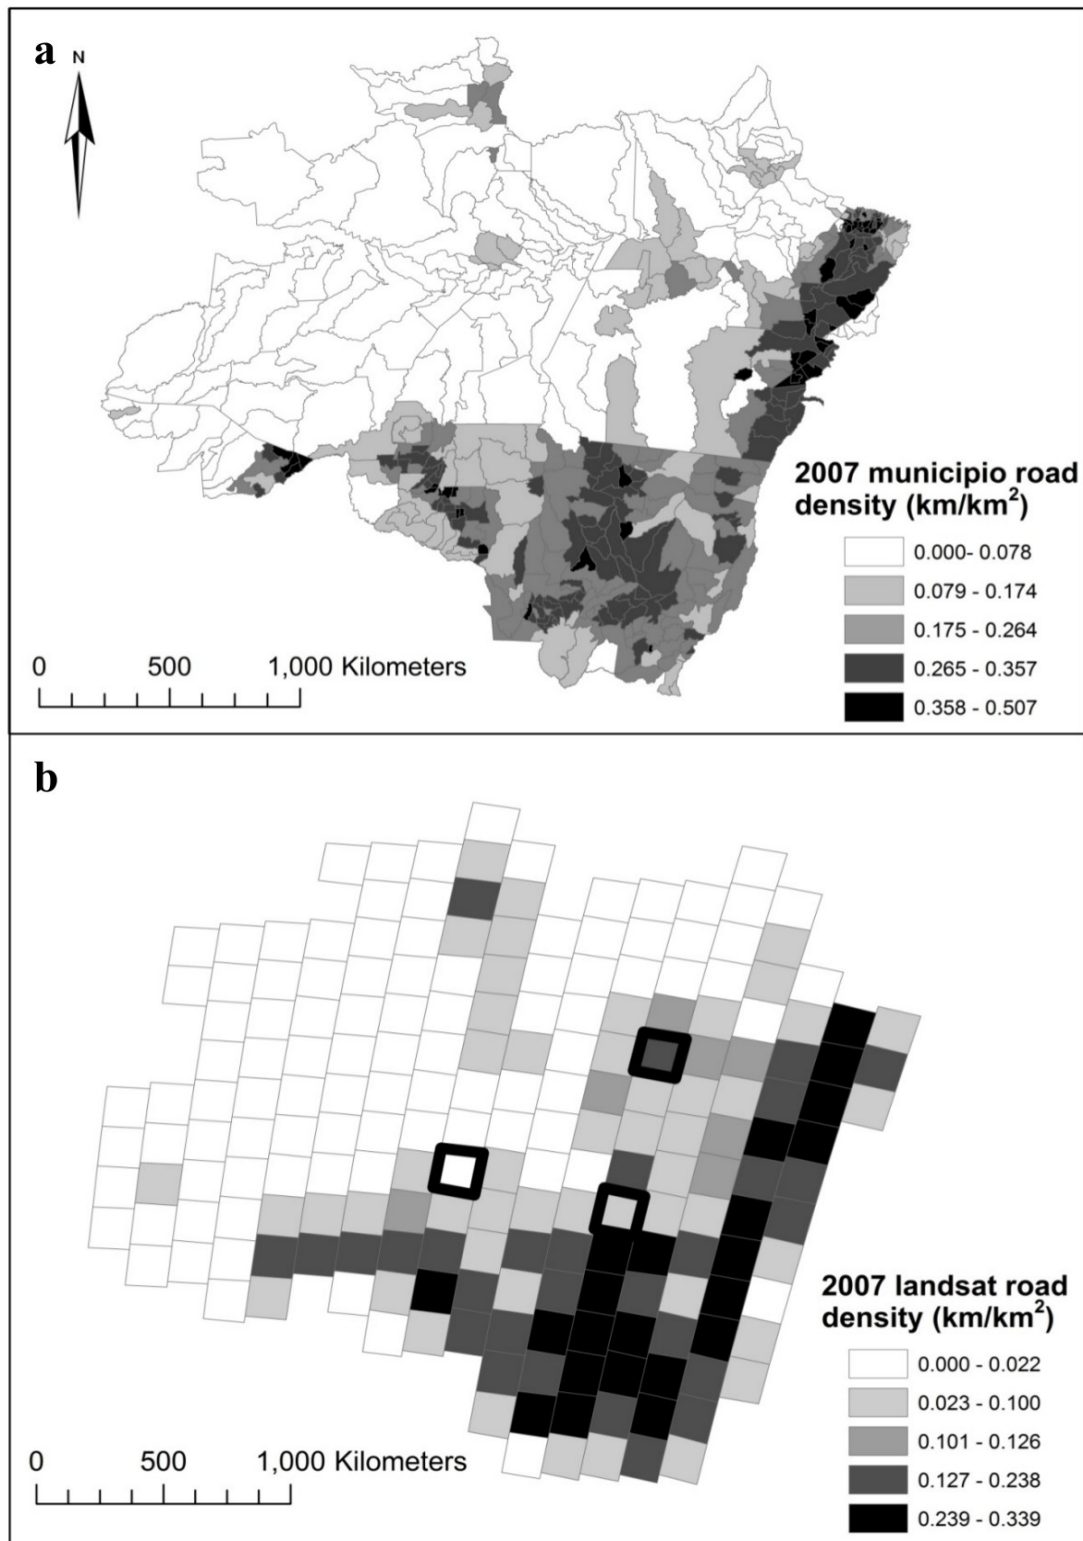 a
N
2007 municipio road
density (km/km²)
0.000- 0.078
0.079 - 0.174
0.175 - 0.264
0.265 - 0.357
0.358 - 0.507
0 500 1,000 Kilometers
b
2007 landsat road
density (km/km²)
0.000 - 0.022
0.023 - 0.100
0.101 - 0.126
0.127 - 0.238
0.239 - 0.339
0 500 1,000 Kilometers